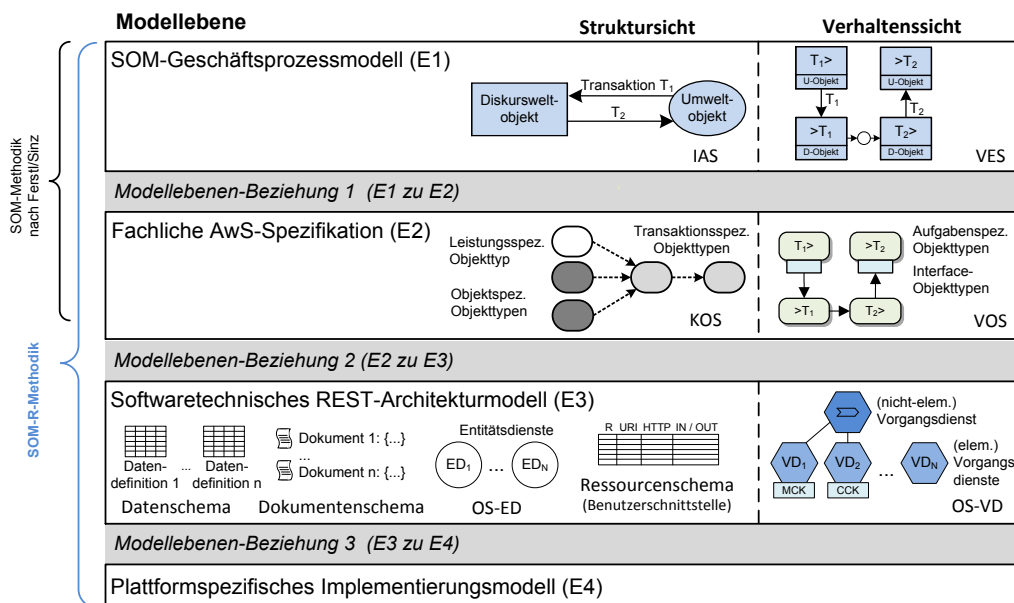 Modellebene
Struktursicht
Verhaltenssicht
SOM-Methodik
nach Ferstl/Sinz
SOM-R-Methodik
SOM-Geschäftsprozessmodell (E1)
Diskurswelt-
objekt
Transaktion T1
T2
Umwelt-
objekt
IAS
T1>
U-Objekt
>T2
U-Objekt
T1
T2
>T1
D-Objekt
T2>
D-Objekt
VES
Modellebenen-Beziehung 1 (E1 zu E2)
Fachliche AwS-Spezifikation (E2)
Leistungsspez.
Objekttyp
Objektspez.
Objekttypen
Transaktionsspez.
Objekttypen
KOS
T1>
>T2
>T1
T2>
Aufgabenspez.
Objekttypen
Interface-
Objekttypen
VOS
Modellebenen-Beziehung 2 (E2 zu E3)
Softwaretechnisches REST-Architekturmodell (E3)
Daten-
definition 1
...
Daten-
definition n
Datenschema
Dokument 1: {...}
...
Dokument n: {...}
Dokumentenschema
Entitätsdienste
ED1
...
EDN
OS-ED
R URI HTTP IN / OUT
Ressourcenschema
(Benutzerschnittstelle)
(nicht-elem.)
Vorgangsdienst
VD1
MCK
VD2
CCK
...
VDN
(elem.)
Vorgangs
dienste
OS-VD
Modellebenen-Beziehung 3 (E3 zu E4)
Plattformspezifisches Implementierungsmodell (E4)